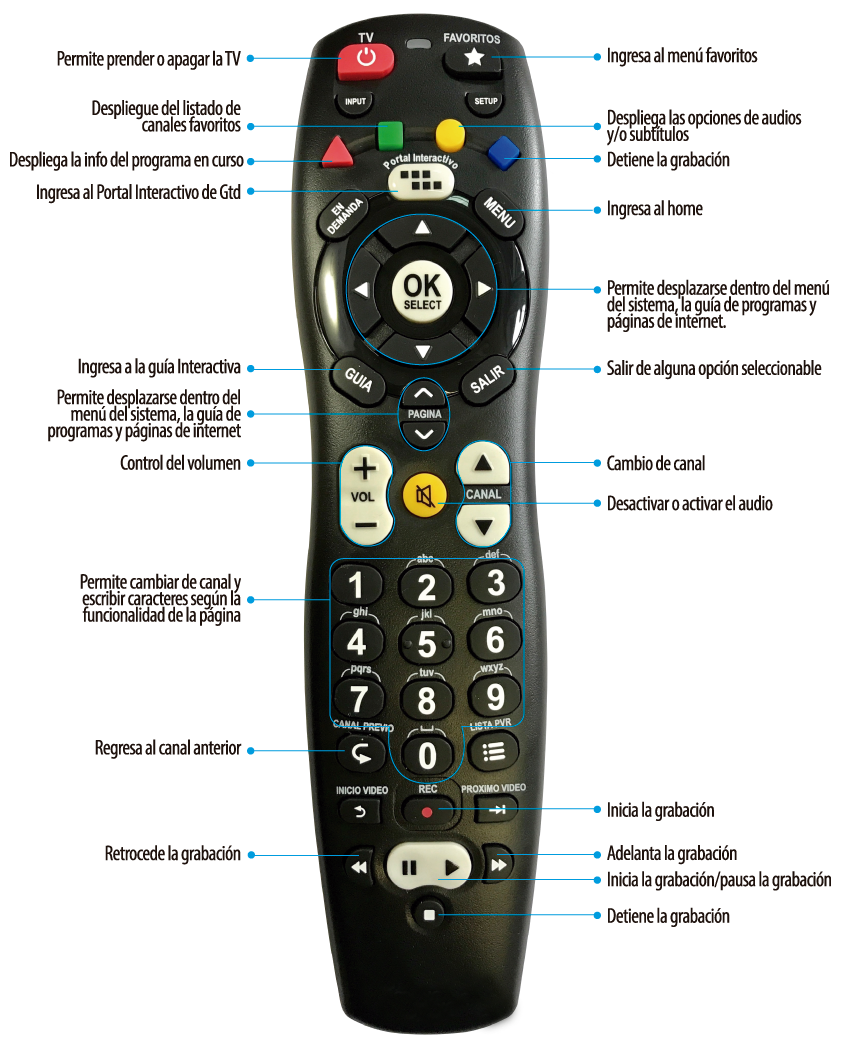 TV
FAVORITOS
Permite prender o apagar la TV
Ingresa al menú favoritos
INPUT
SETUP
Despliegue del listado de
canales favoritos
Despliega las opciones de audios
y/o subtítulos
Despliega la info del programa en curso
Detiene la grabación
Portal Interactivo
Ingresa al Portal Interactivo de Gtd
EN
DEMANDA
MENU
Ingresa al home
OK
SELECT
Permite desplazarse dentro del menú
del sistema, la guía de programas y
páginas de internet.
Ingresa a la guía Interactiva
GUIA
SALIR
Salir de alguna opción seleccionable
Permite desplazarse dentro del
menú del sistema, la guía de
programas y páginas de internet
PAGINA
Control del volumen
VOL
CANAL
Cambio de canal
Desactivar o activar el audio
Permite cambiar de canal y
escribir caracteres según la
funcionalidad de la página
abc
def
1 2 3
ghi jkl mno
4 5 6
pqrs tuv wxyz
7 8 9
CANAL PREVIO
LISTA PVR
0
Regresa al canal anterior
INICIO VIDEO
REC
PROXIMO VIDEO
Inicia la grabación
Retrocede la grabación
Adelanta la grabación
Inicia la grabación/pausa la grabación
Detiene la grabación